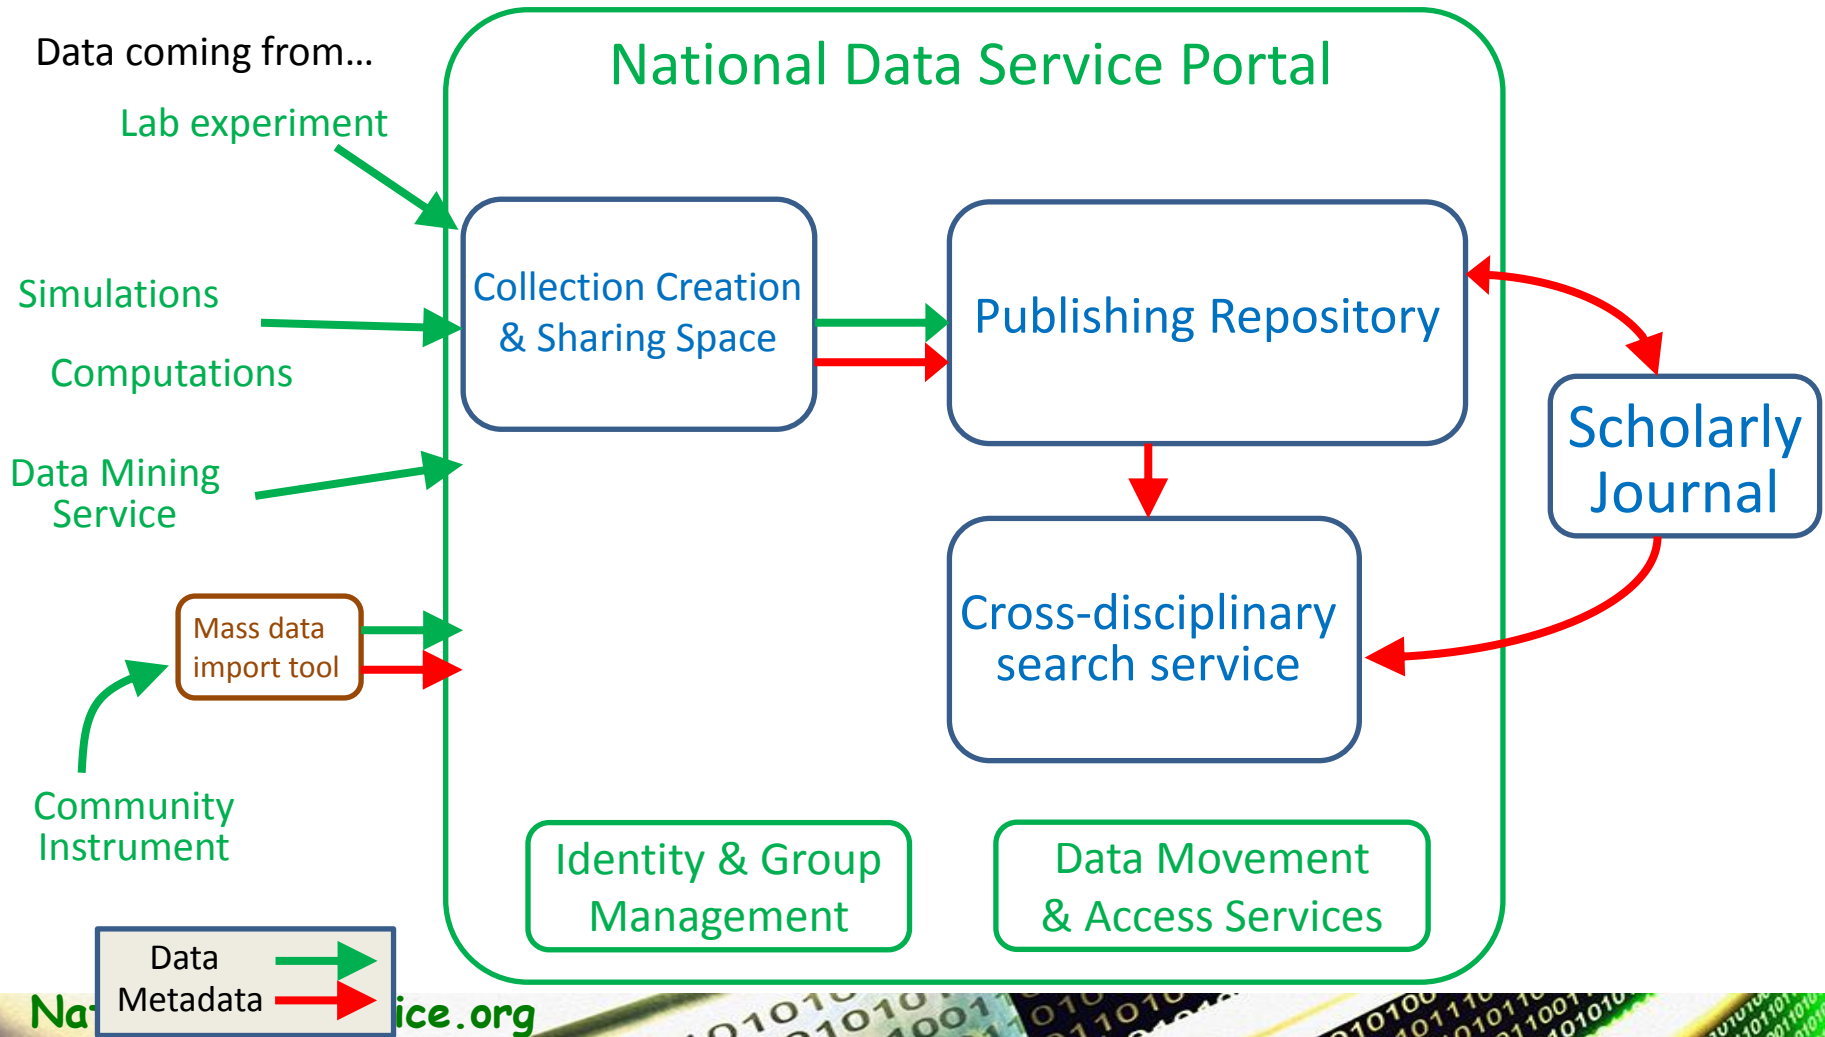 Data coming from…
National Data Service Portal
Lab experiment
Simulations
Computations
Data Mining
Service
Mass data
import tool
Community
Instrument
Collection Creation
& Sharing Space
Publishing Repository
Scholarly
Journal
Cross-disciplinary
search service
Identity & Group
Management
Data Movement
& Access Services
Data
Metadata
ice.org